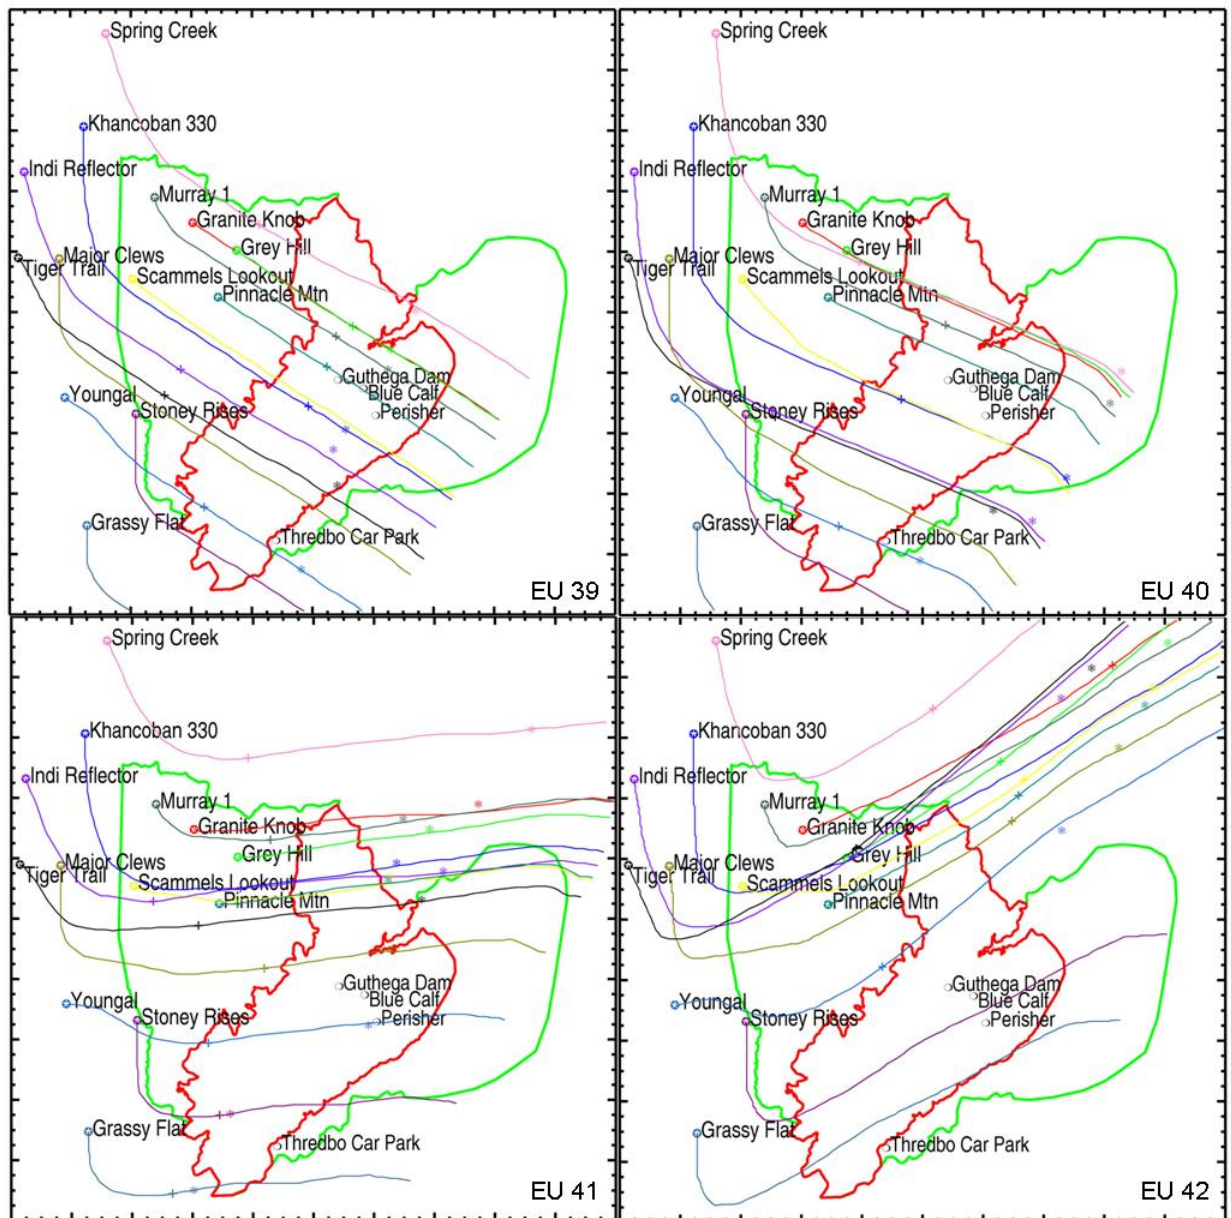 Spring Creek
Khancoban 330
Indi Reflector
Murray 1
Granite Knob
Grey Hill
Major Clews
Tiger Trail
Scammels Lookout
Pinnacle Mtn
Guthega Dam
Blue Calf
Youngal
Stoney Rises
Perisher
Grassy Flat
Thredbo Car Park
EU 39
Spring Creek
Khancoban 330
Indi Reflector
Murray 1
Granite Knob
Grey Hill
Major Clews
Tiger Trail
Scammels Lookout
Pinnacle Mtn
Guthega Dam
Blue Calf
Youngal
Stoney Rises
Perisher
Grassy Flat
Thredbo Car Park
EU 40
Spring Creek
Khancoban 330
Indi Reflector
Murray 1
Granite Knob
Grey Hill
Major Clews
Tiger Trail
Scammels Lookout
Pinnacle Mtn
Guthega Dam
Blue Calf
Youngal
Stoney Rises
Perisher
Grassy Flat
Thredbo Car Park
EU 41
Spring Creek
Khancoban 330
Indi Reflector
Murray 1
Granite Knob
Grey Hill
Major Clews
Tiger Trail
Scammels Lookout
Pinnacle Mtn
Guthega Dam
Blue Calf
Youngal
Stoney Rises
Perisher
Grassy Flat
Thredbo Car Park
EU 42